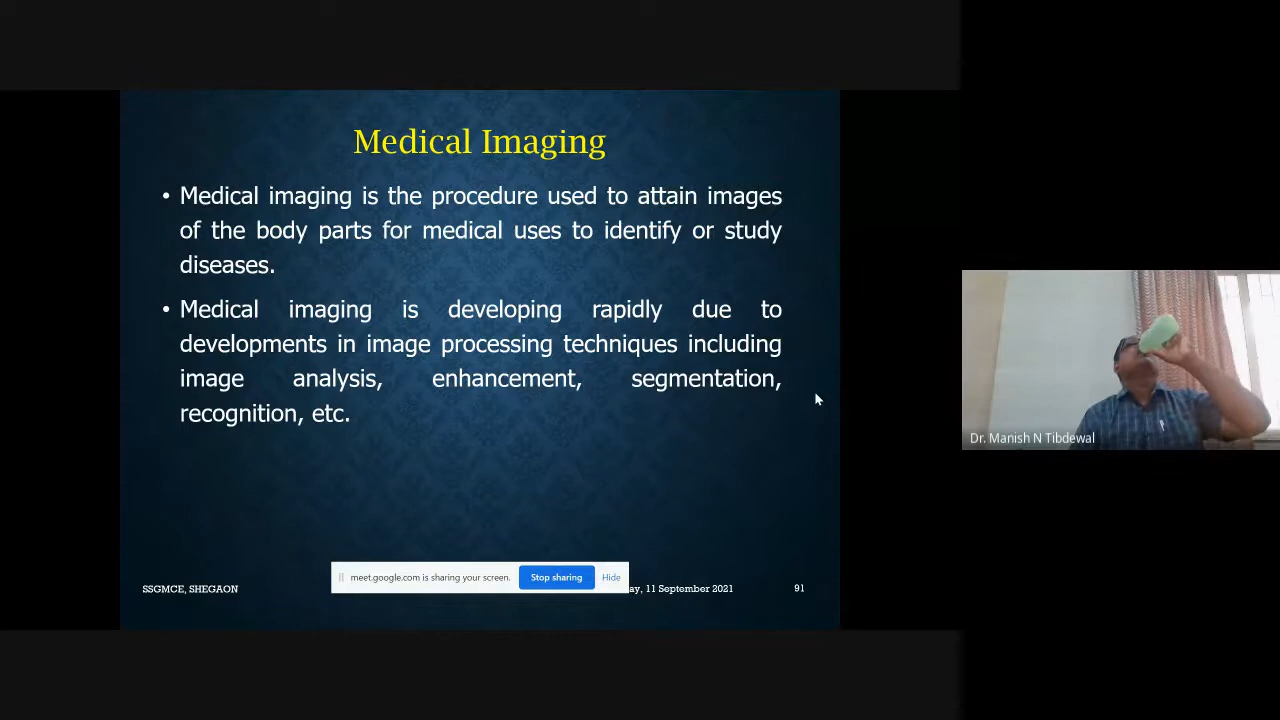 Medical Imaging
• Medical imaging is the procedure used to attain images
of the body parts for medical uses to identify or study
diseases.
• Medical imaging is developing rapidly due to
developments in image processing techniques including
image analysis, enhancement, segmentation,
recognition, etc.
Dr. Manish N Tibdewal
meet.google.com is sharing your screen. Stop sharing Hide
SSGMCE, SHEGAON ay, 11 September 2021 91